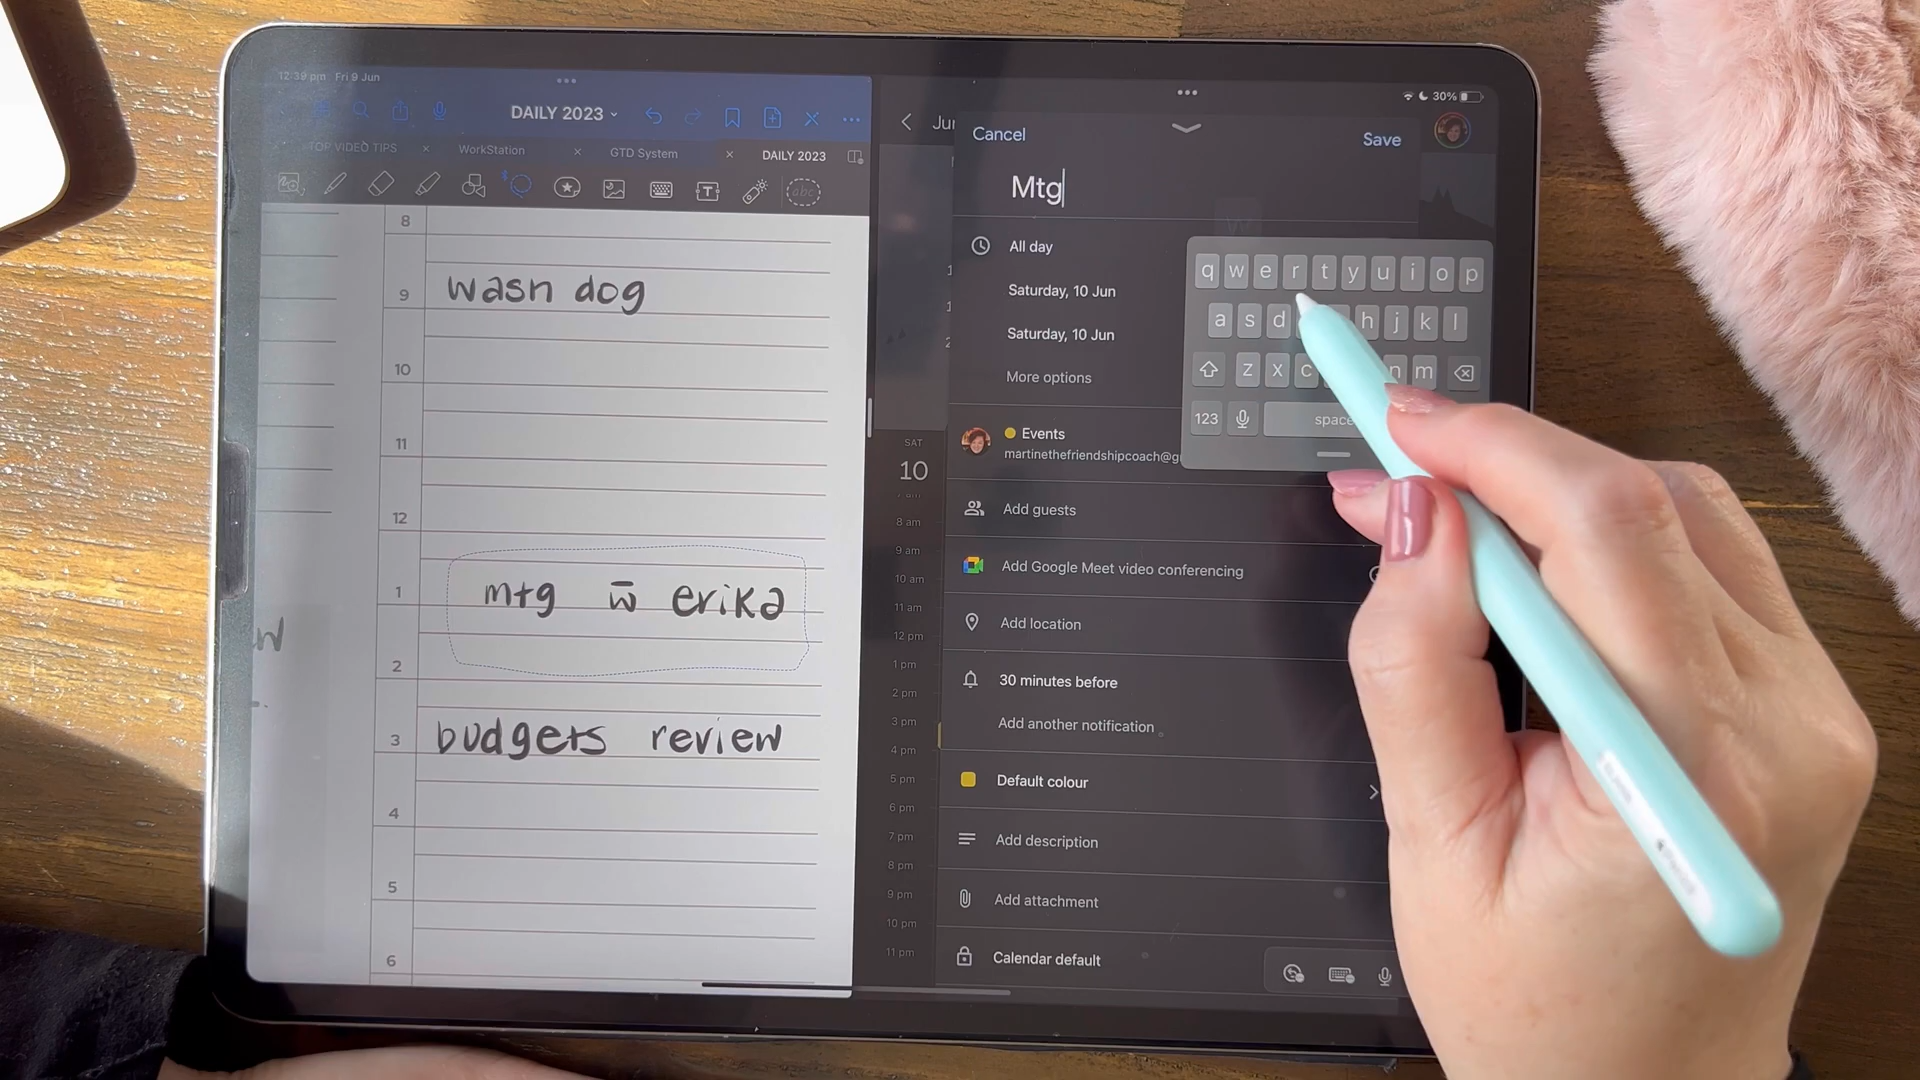 12:39 pm Fri 9 Jun
DAILY 2023
TOP VIDEO TIPS
WorkStation
GTD System
DAILY 2023
abc
8
9 wasn dog
10
11
12
1 mtg w̅ erika
2
3 budgets review
4
5
6
30%
Jur
Cancel
Save
Mtg
All day
Saturday, 10 Jun
Saturday, 10 Jun
More options
Events
martinethefriendshipcoach@g
Add guests
Add Google Meet video conferencing
Add location
30 minutes before
Add another notification
Default colour
Add description
Add attachment
Calendar default
SAT
10
8 am
9 am
10 am
11 am
12 pm
1 pm
2 pm
3 pm
4 pm
5 pm
6 pm
7 pm
8 pm
9 pm
10 pm
11 pm
q w e r t y u i o p
a s d h j k l
z x c n m
123 space